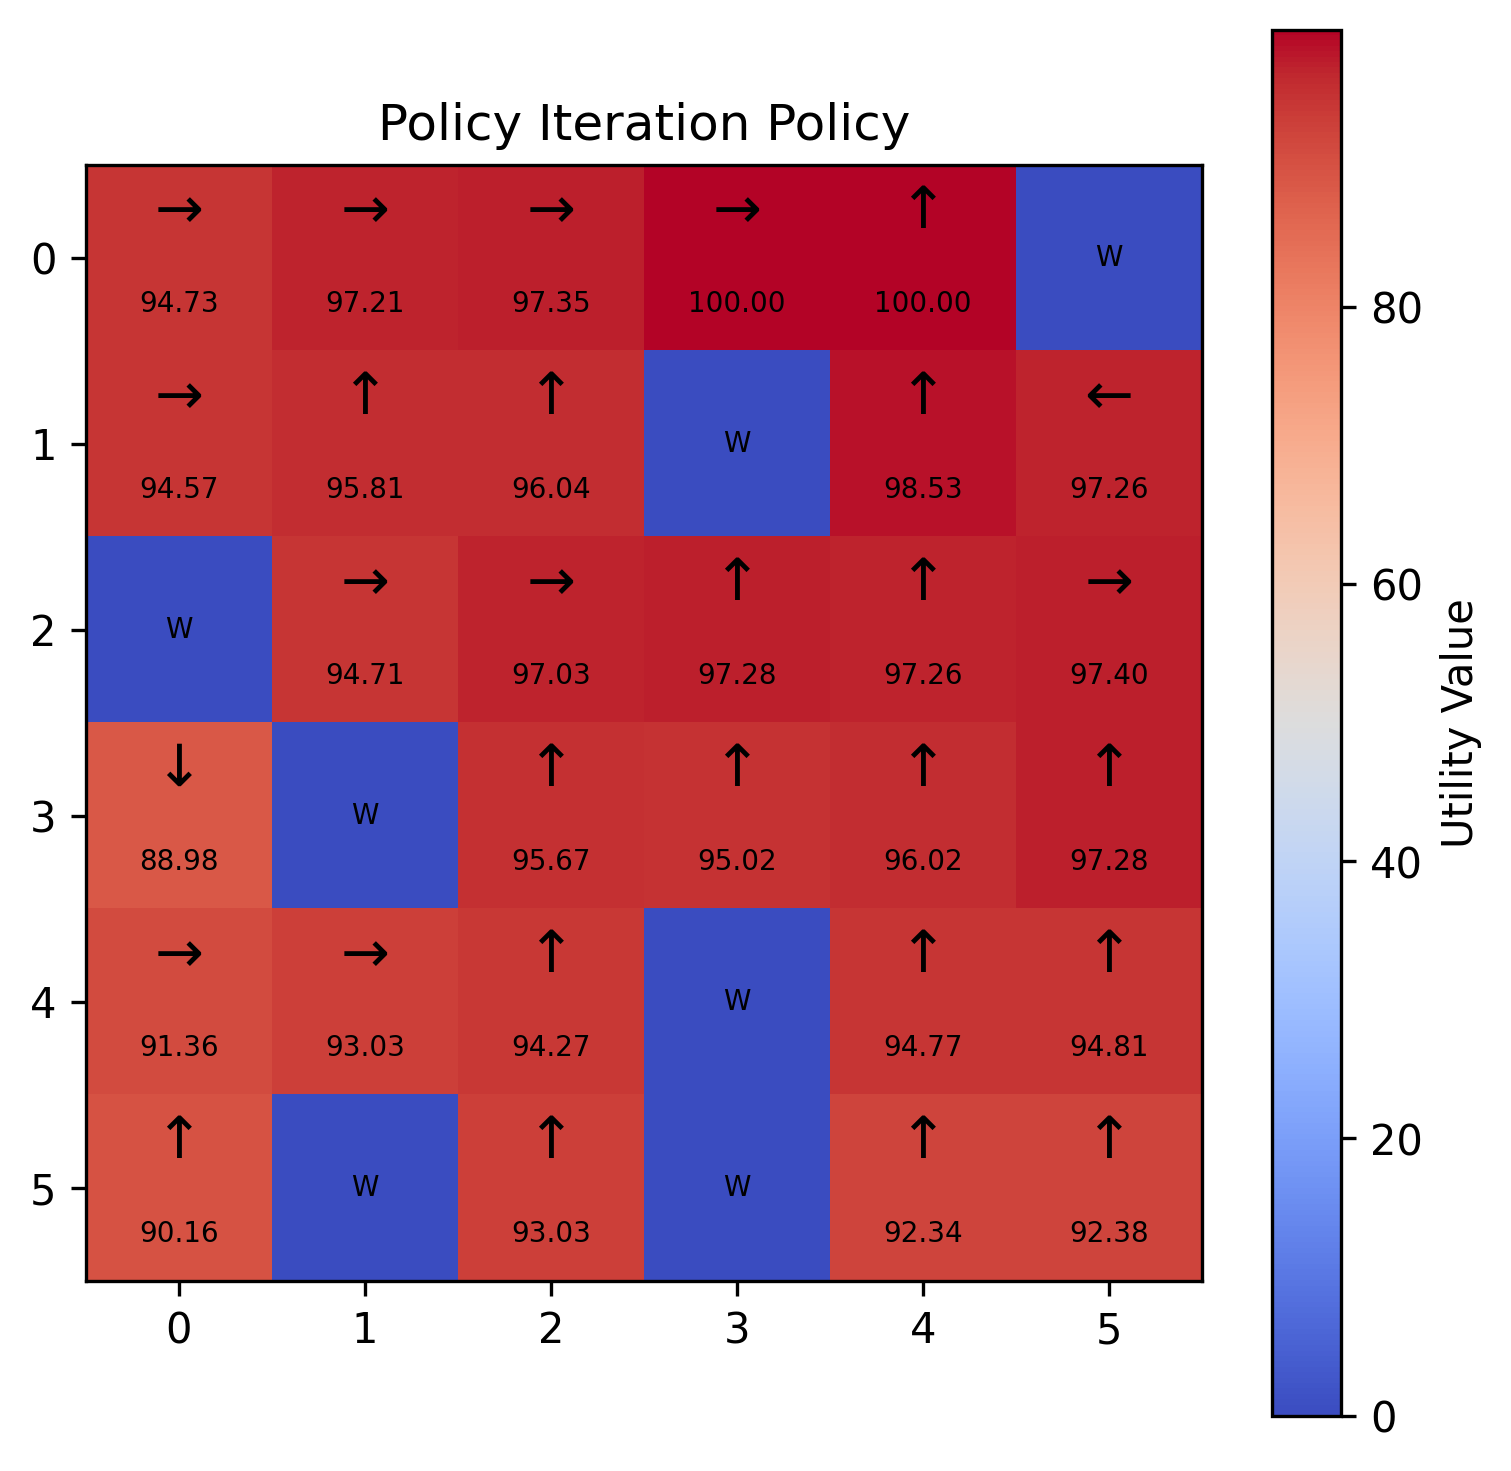 Policy Iteration Policy
→ → → → ↑
0 W
94.73 97.21 97.35 100.00 100.00
→ ↑ ↑ ↑ ←
1 W
94.57 95.81 96.04 98.53 97.26
→ → ↑ ↑ →
2 W
94.71 97.03 97.28 97.26 97.40
↓ ↑ ↑ ↑ ↑
3 W
88.98 95.67 95.02 96.02 97.28
→ → ↑ ↑ ↑
4 W
91.36 93.03 94.27 94.77 94.81
↑ ↑ ↑ ↑
5 W W
90.16 93.03 92.34 92.38
0 1 2 3 4 5
80
60
40
20
0
Utility Value